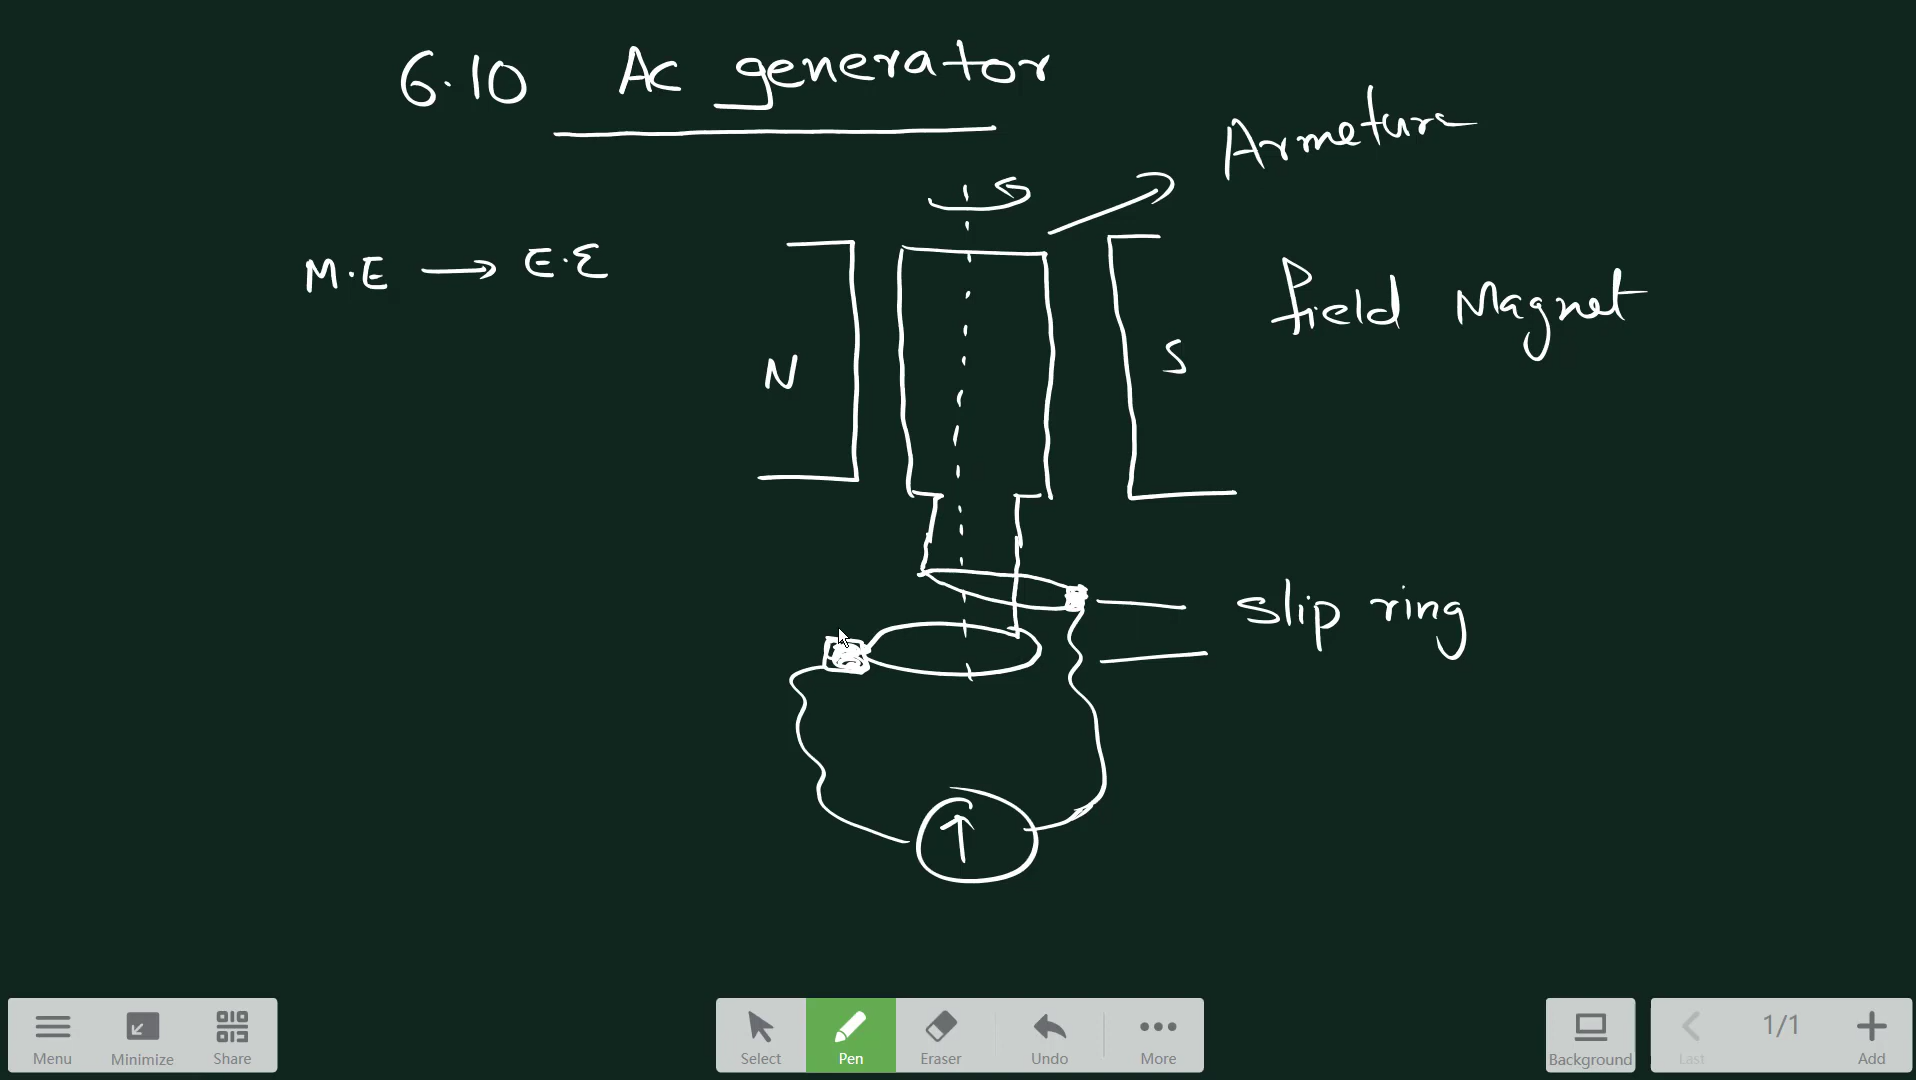 6.10 Ac generator
Armeture
M.E → E.E
field Magnet
N
S
slip ring
Menu
Minimize
Share
Select
Pen
Eraser
Undo
More
Background
Last
1/1
Add